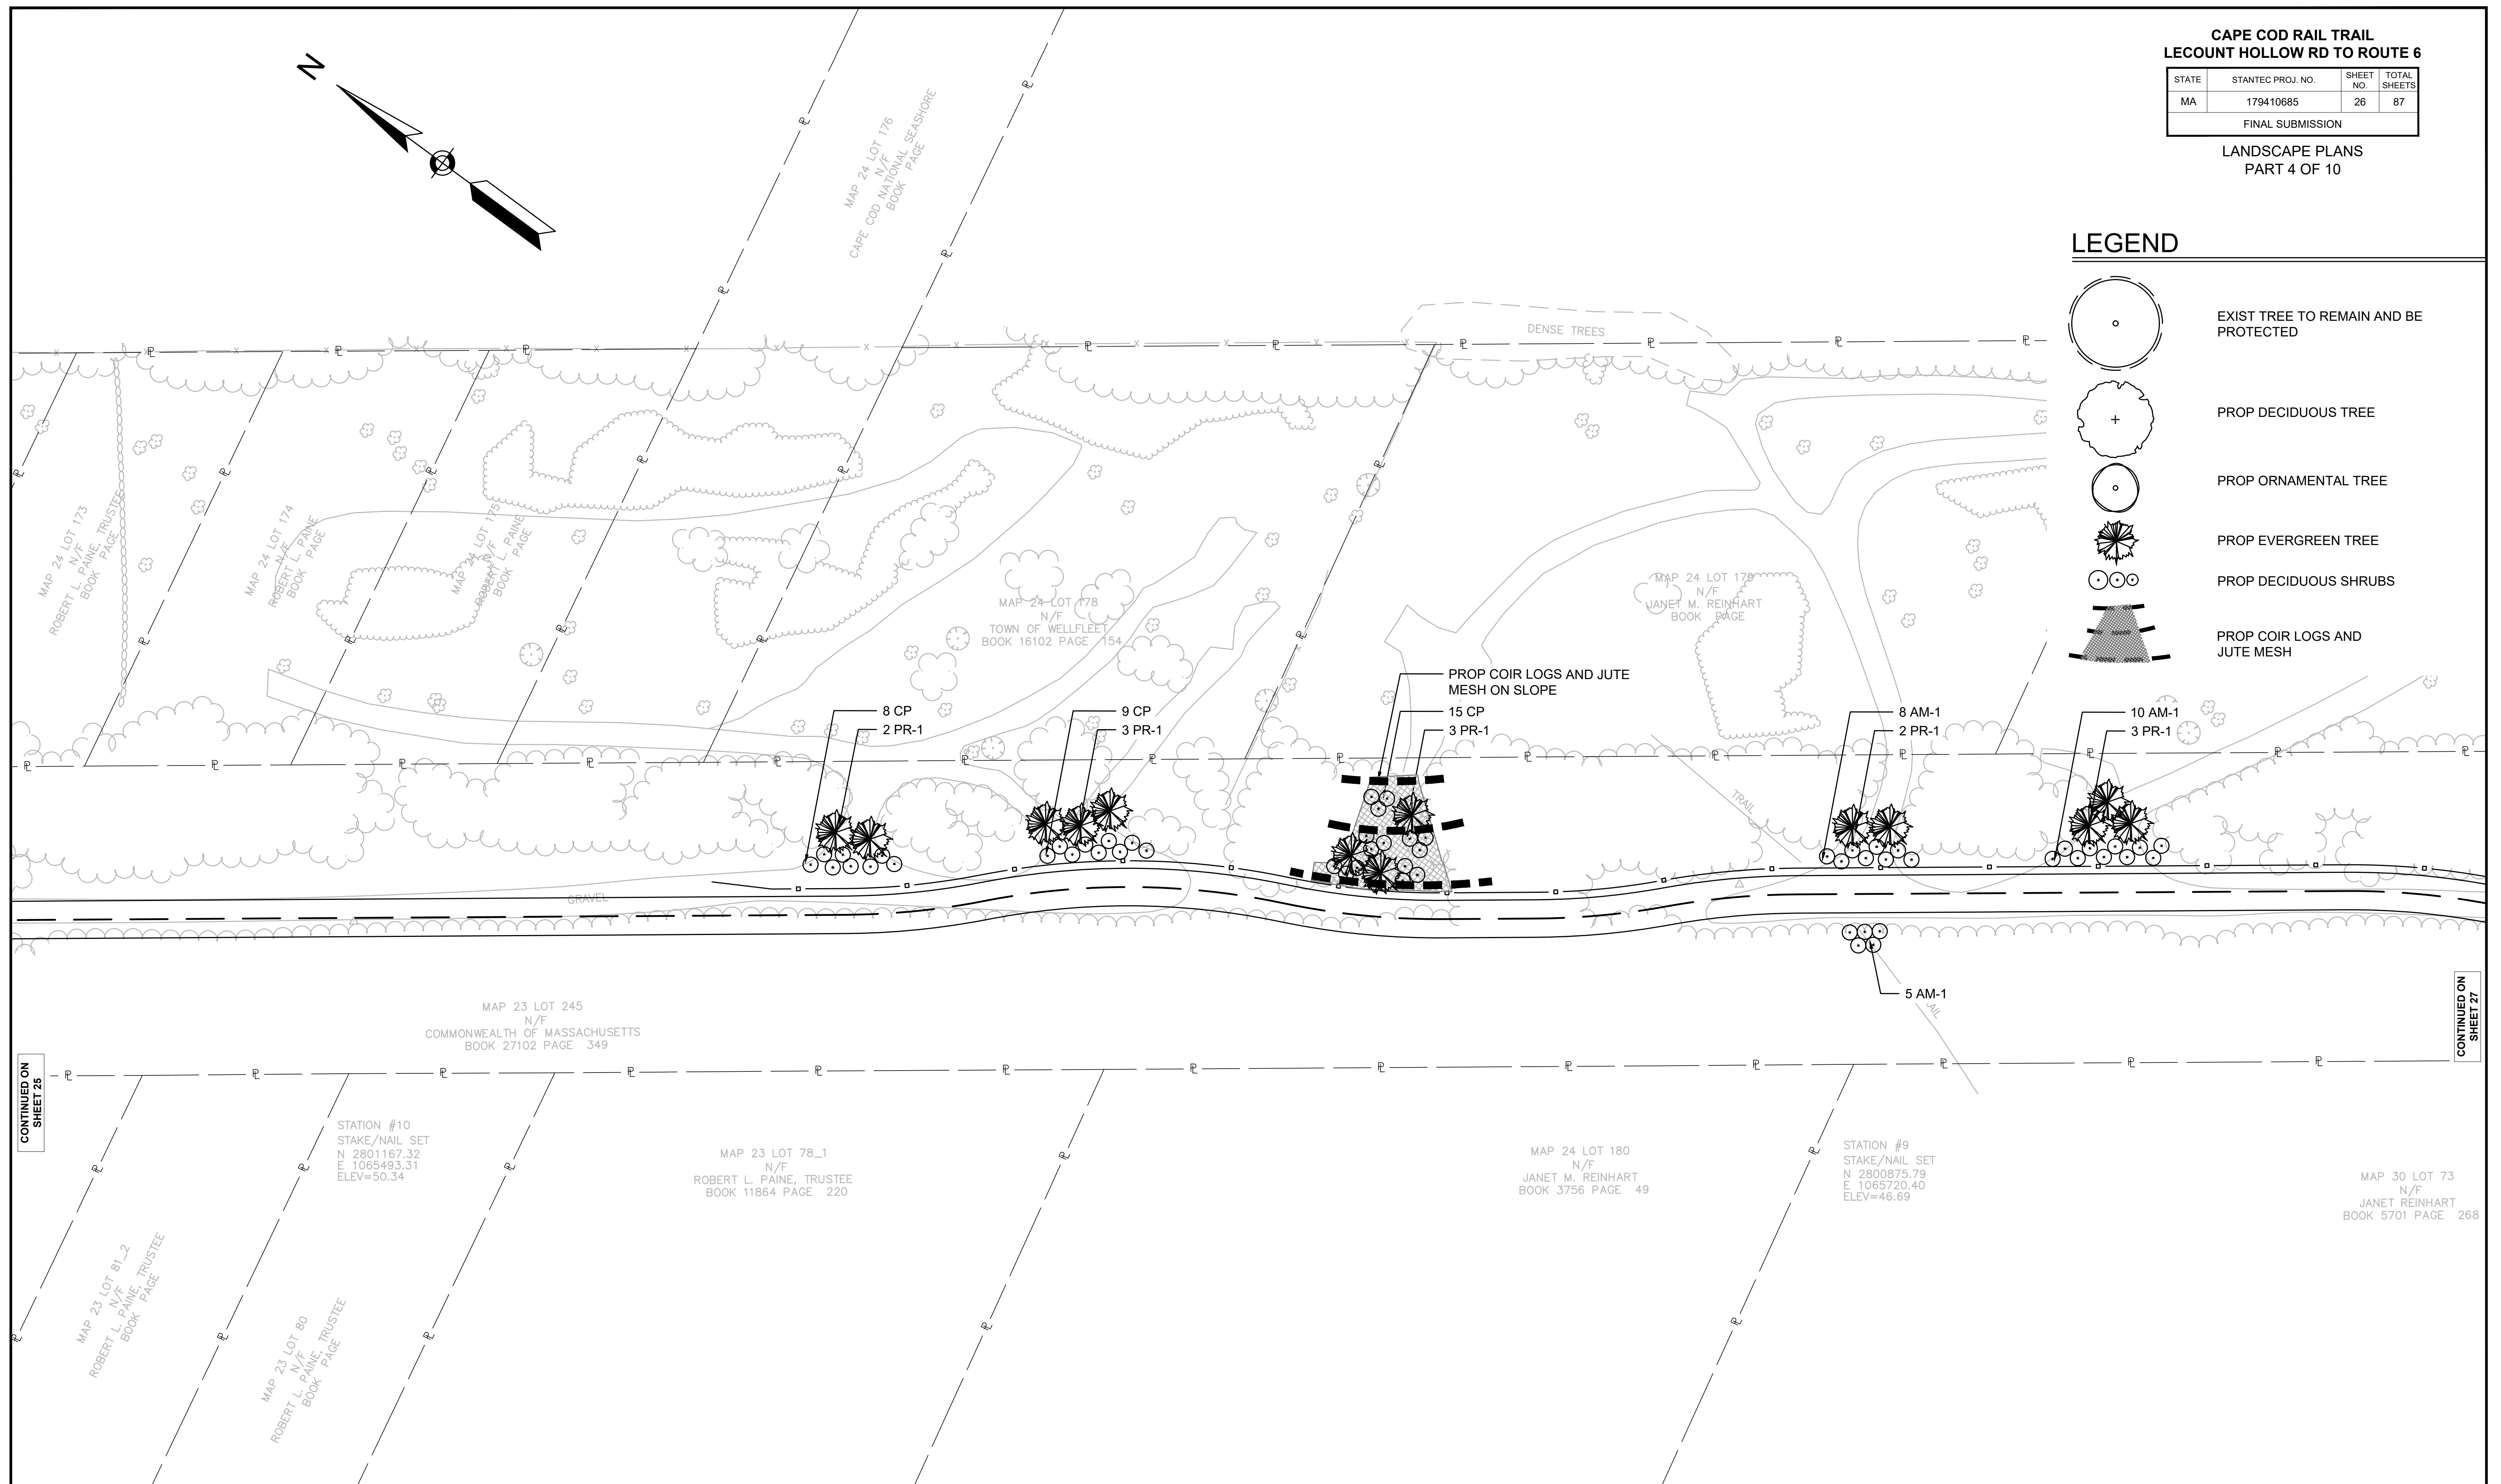 CAPE COD RAIL TRAIL
LECOUNT HOLLOW RD TO ROUTE 6
STATE
STANTEC PROJ. NO.
SHEET
NO.
TOTAL
SHEETS
MA
179410685
26
87
FINAL SUBMISSION
LANDSCAPE PLANS
PART 4 OF 10
N
LEGEND
EXIST TREE TO REMAIN AND BE
PROTECTED
PROP DECIDUOUS TREE
PROP ORNAMENTAL TREE
PROP EVERGREEN TREE
PROP DECIDUOUS SHRUBS
PROP COIR LOGS AND
JUTE MESH
MAP 24 LOT 176
N/F
CAPE COD NATIONAL SEASHORE
BOOK PAGE
DENSE TREES
MAP 24 LOT 173
N/F
ROBERT L. PAINE, TRUSTEE
BOOK PAGE
MAP 24 LOT 174
N/F
ROBERT L. PAINE
BOOK PAGE
MAP 24 LOT 175
N/F
ROBERT L. PAINE
BOOK PAGE
MAP 24 LOT 178
N/F
TOWN OF WELLFLEET
BOOK 16102 PAGE 154
MAP 24 LOT 179
N/F
JANET M. REINHART
BOOK PAGE
PROP COIR LOGS AND JUTE
MESH ON SLOPE
8 CP
2 PR-1
9 CP
3 PR-1
15 CP
3 PR-1
8 AM-1
2 PR-1
10 AM-1
3 PR-1
TRAIL
GRAVEL
5 AM-1
CONTINUED ON
SHEET 27
MAP 23 LOT 245
N/F
COMMONWEALTH OF MASSACHUSETTS
BOOK 27102 PAGE 349
CONTINUED ON
SHEET 25
STATION #10
STAKE/NAIL SET
N 2801167.32
E 1065493.31
ELEV=50.34
MAP 23 LOT 78_1
N/F
ROBERT L. PAINE, TRUSTEE
BOOK 11864 PAGE 220
MAP 24 LOT 180
N/F
JANET M. REINHART
BOOK 3756 PAGE 49
STATION #9
STAKE/NAIL SET
N 2800875.79
E 1065720.40
ELEV=46.69
MAP 30 LOT 73
N/F
JANET REINHART
BOOK 5701 PAGE 268
MAP 23 LOT 81_2
N/F
ROBERT L. PAINE, TRUSTEE
BOOK PAGE
MAP 23 LOT 80
N/F
ROBERT L. PAINE, TRUSTEE
BOOK PAGE